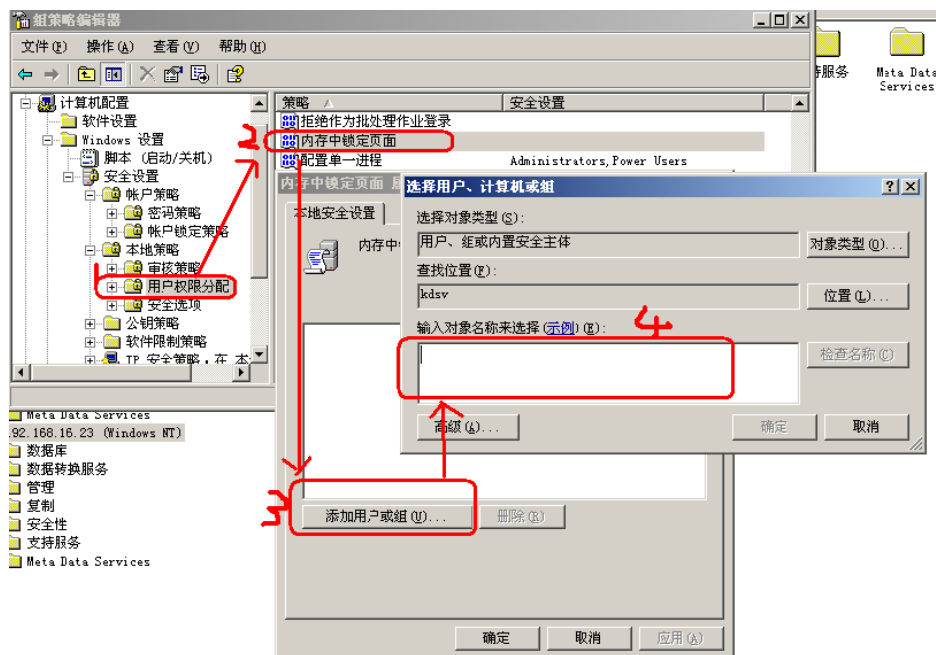 组策略编辑器
文件(F) 操作(A) 查看(V) 帮助(H)
计算机配置
软件设置
Windows 设置
脚本 (启动/关机)
安全设置
帐户策略
密码策略
帐户锁定策略
本地策略
审核策略
用户权限分配
安全选项
公钥策略
软件限制策略
IP 安全策略，在 本
策略 安全设置
拒绝作为批处理作业登录
内存中锁定页面
配置单一进程 Administrators,Power Users
持服务
Meta Data
Services
1
2
3
4
内存中锁定页面 属
本地安全设置
内存中
添加用户或组(U)... 删除(R)
确定 取消 应用(A)
选择用户、计算机或组
选择对象类型(S):
用户、组或内置安全主体 对象类型(O)...
查找位置(F):
kdsv 位置(L)...
输入对象名称来选择(示例)(E):
检查名称(C)
高级(A)... 确定 取消
Meta Data Services
92.168.16.23 (Windows NT)
数据库
数据转换服务
管理
复制
安全性
支持服务
Meta Data Services